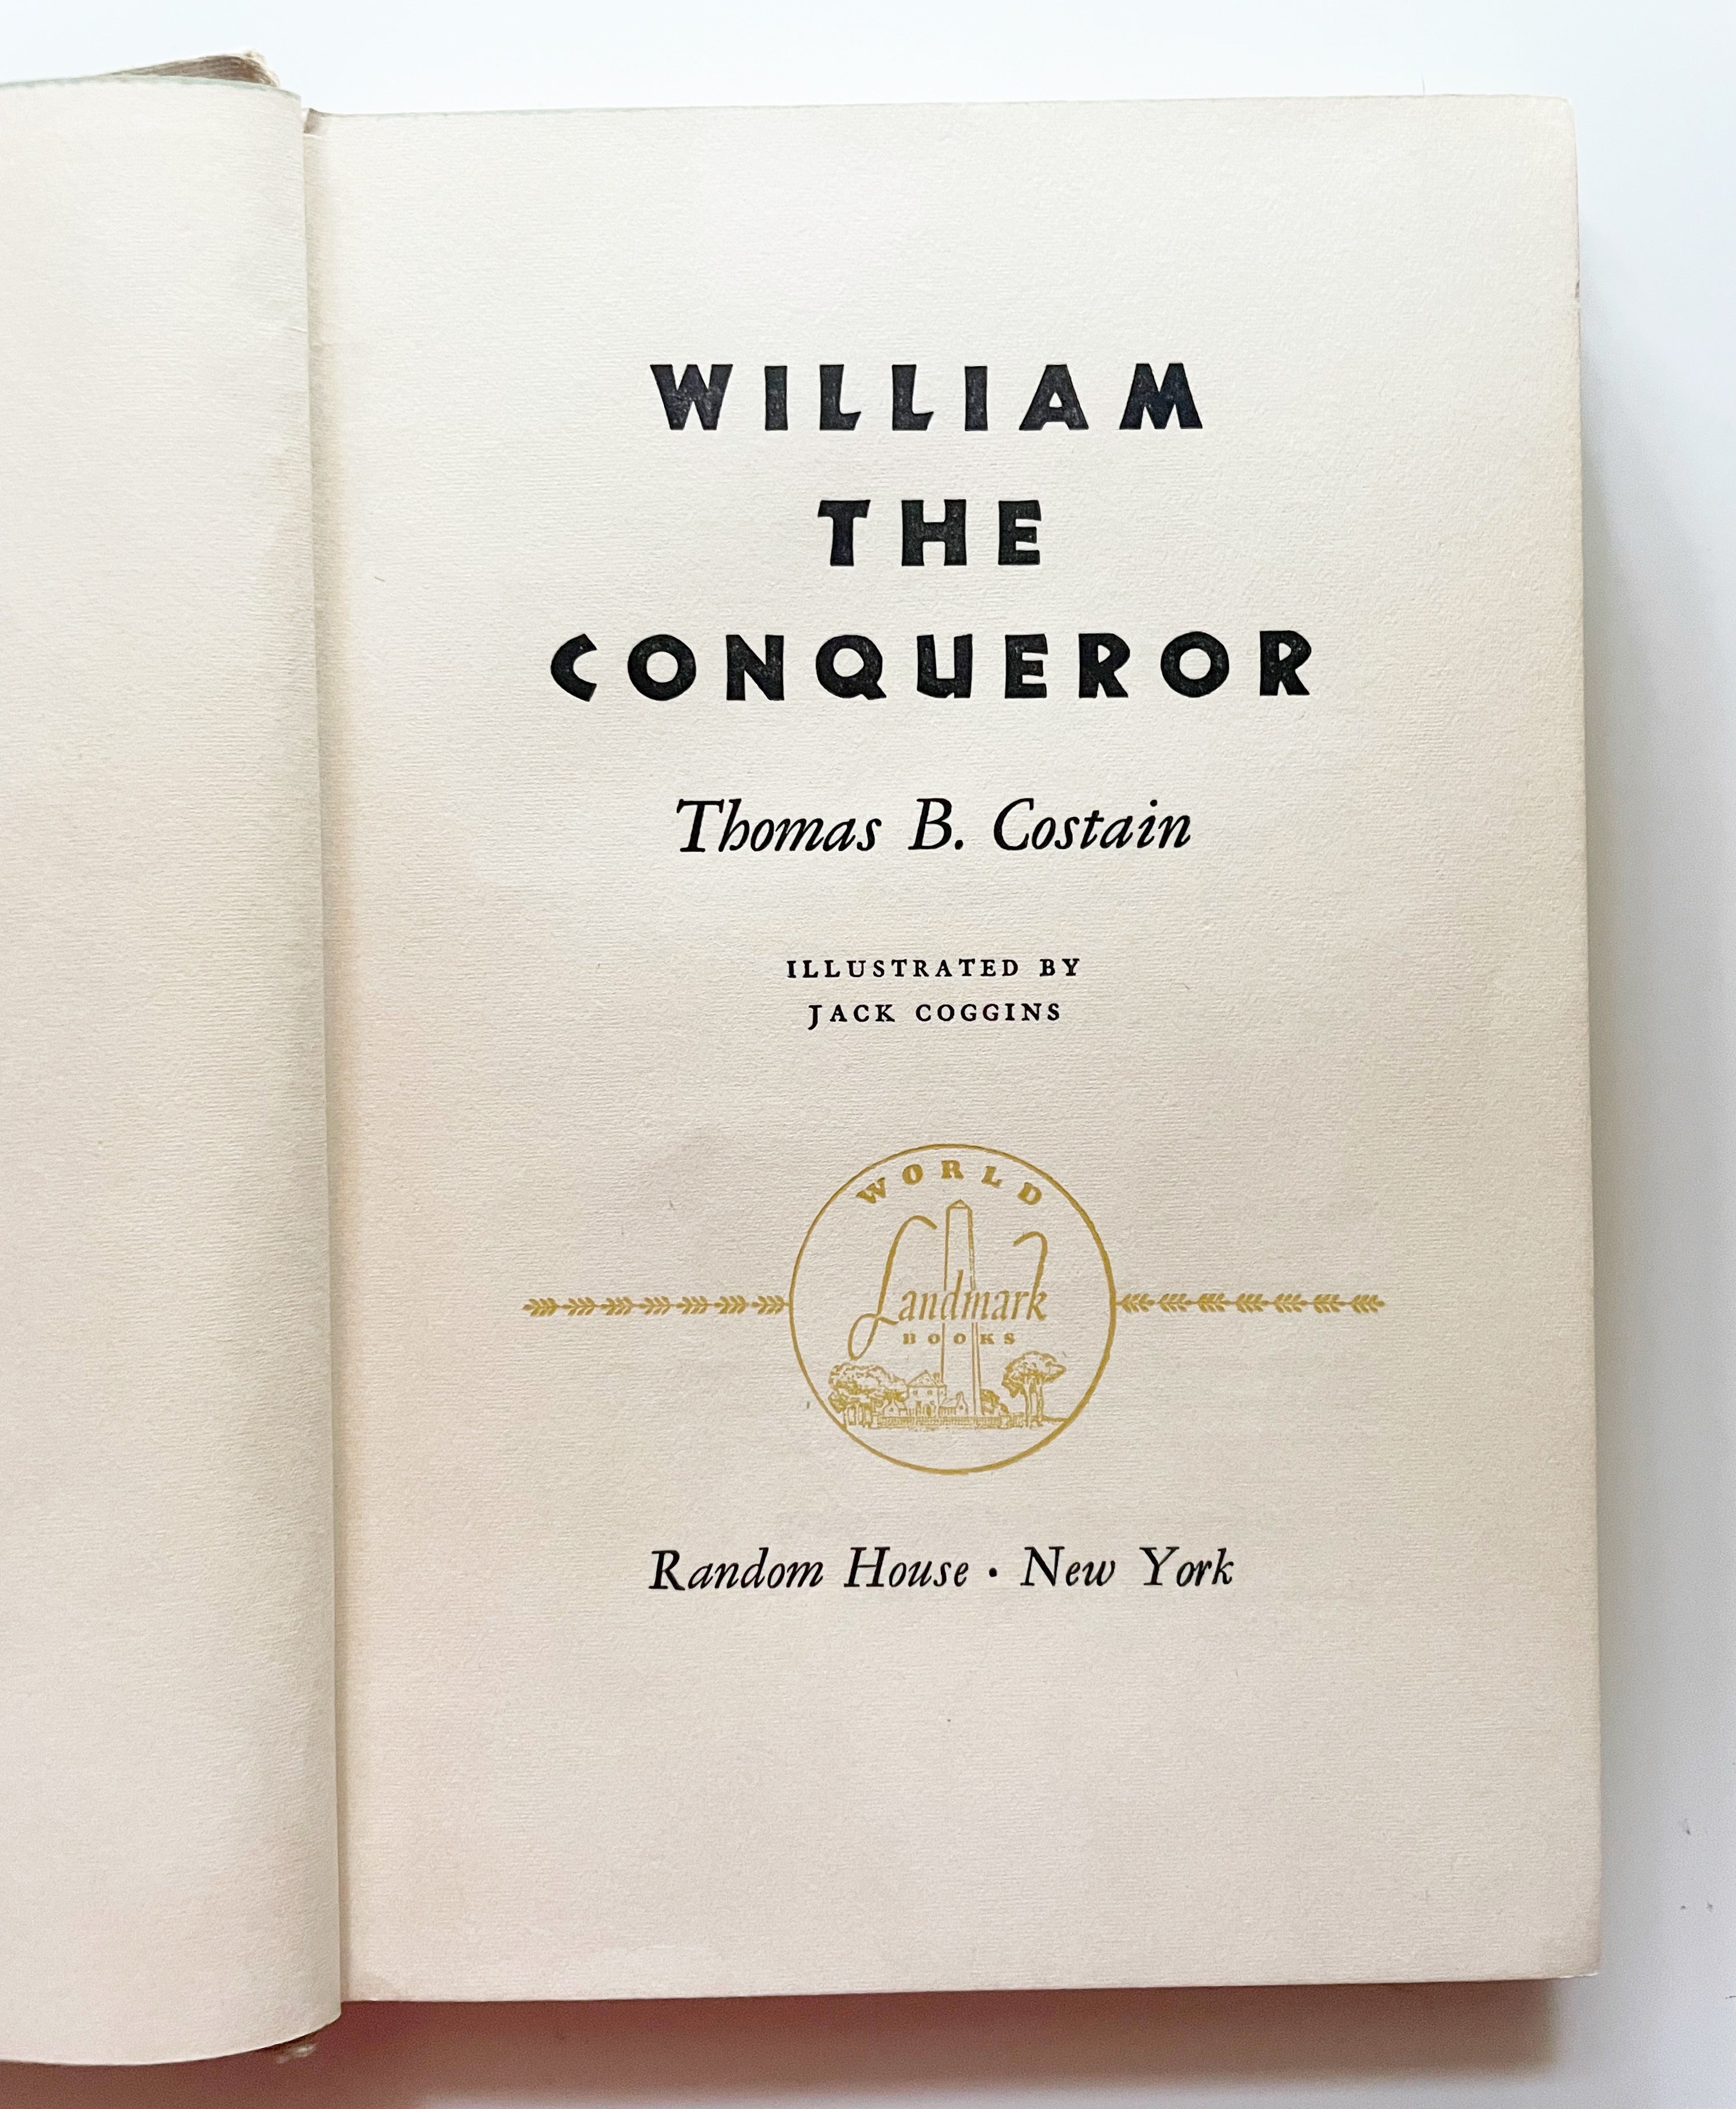 WILLIAM
THE
CONQUEROR
Thomas B. Costain
ILLUSTRATED BY
JACK COGGINS
WORLD
Landmark
BOOKS
Random House · New York